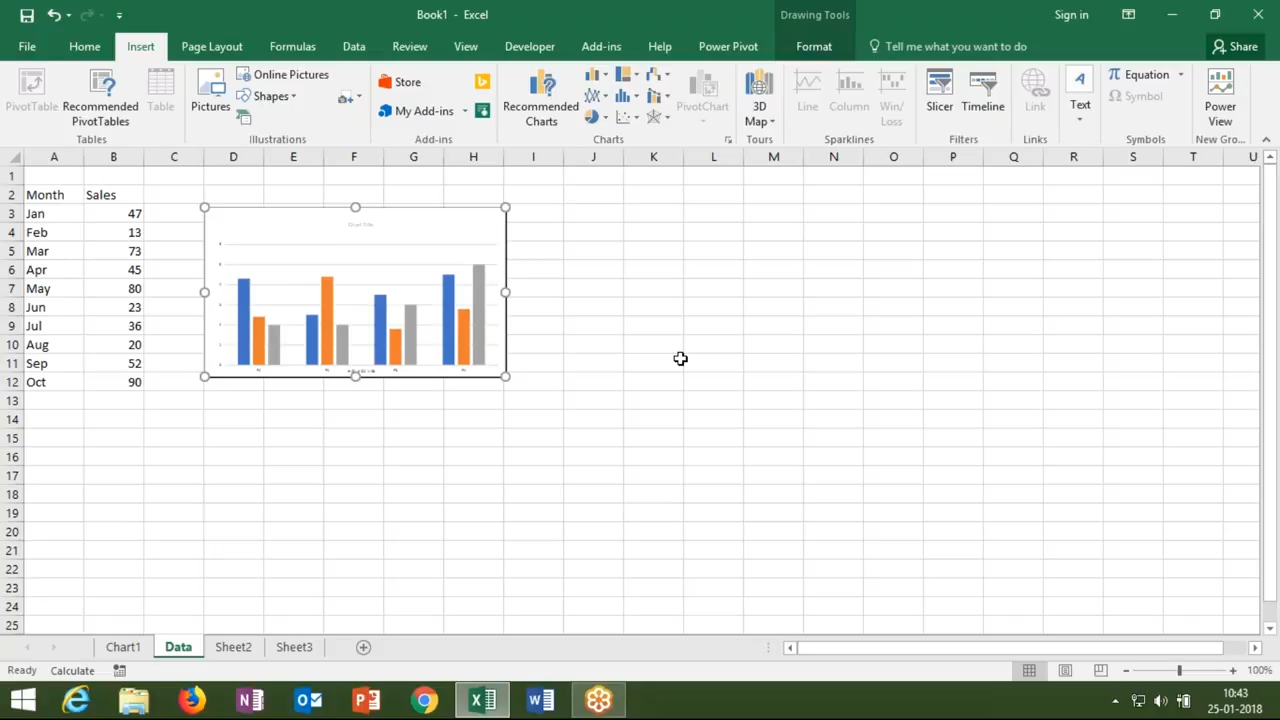 Book1 - Excel
Drawing Tools
Sign in
File Home Insert Page Layout Formulas Data Review View Developer Add-ins Help Power Pivot Format Tell me what you want to do Share
PivotTable
Recommended PivotTables
Table
Tables
Pictures
Online Pictures
Shapes
Illustrations
Store
My Add-ins
Add-ins
Recommended Charts
PivotChart
Charts
3D Map
Tours
Line
Column
Win/ Loss
Sparklines
Slicer
Timeline
Filters
Link
Links
Text
Equation
Symbol
Symbols
Power View
New Gro...
A B C D E F G H I J K L M N O P Q R S T U
1
2 Month Sales
3 Jan 47
4 Feb 13
5 Mar 73
6 Apr 45
7 May 80
8 Jun 23
9 Jul 36
10 Aug 20
11 Sep 52
12 Oct 90
13
14
15
16
17
18
19
20
21
22
23
24
25
Chart Title
Chart1 Data Sheet2 Sheet3
Ready Calculate 100%
10:43
25-01-2018